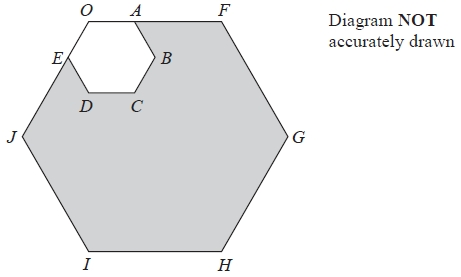 O A F
Diagram NOT
accurately drawn
E B
D C
J G
I H